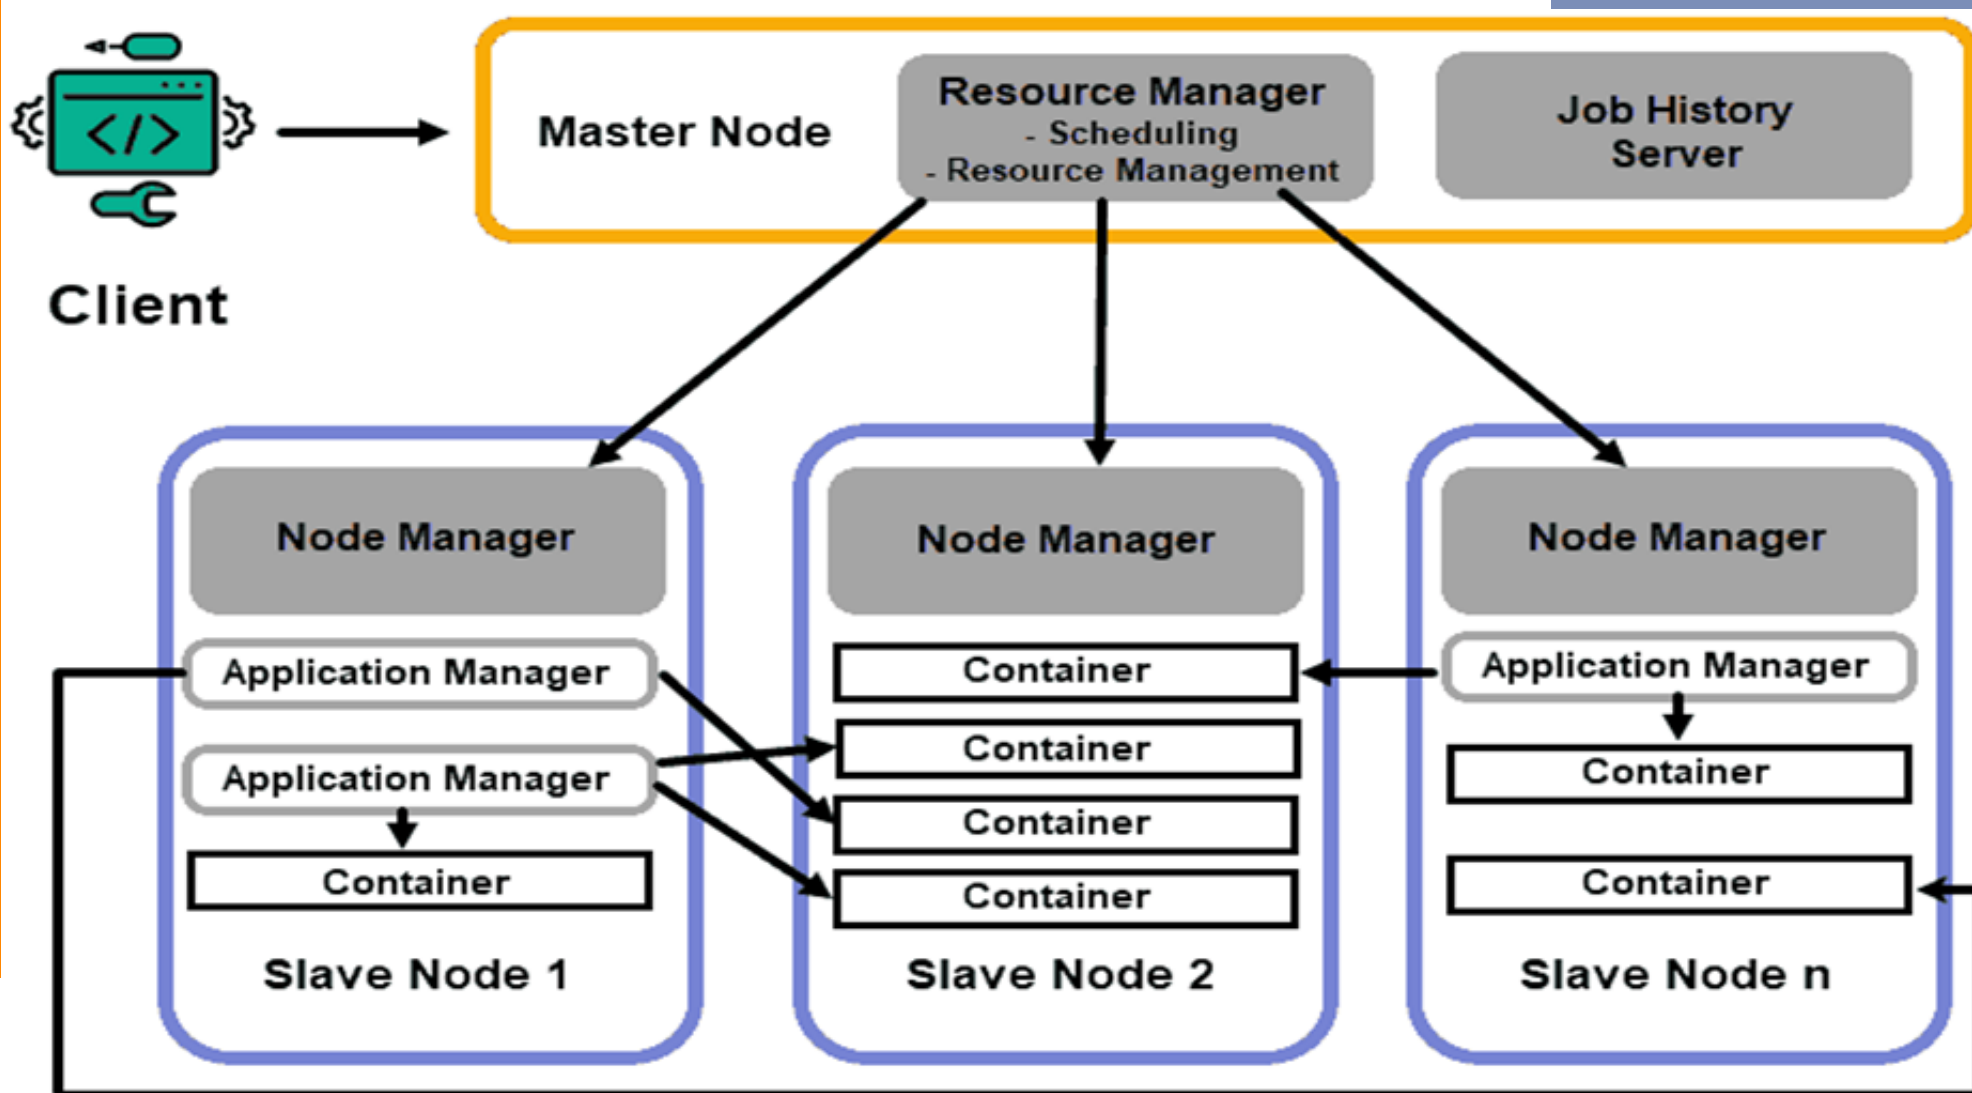 </>
Client
Master Node
Resource Manager
- Scheduling
- Resource Management
Job History
Server
Node Manager
Application Manager
Application Manager
Container
Slave Node 1
Node Manager
Container
Container
Container
Container
Slave Node 2
Node Manager
Application Manager
Container
Container
Slave Node n